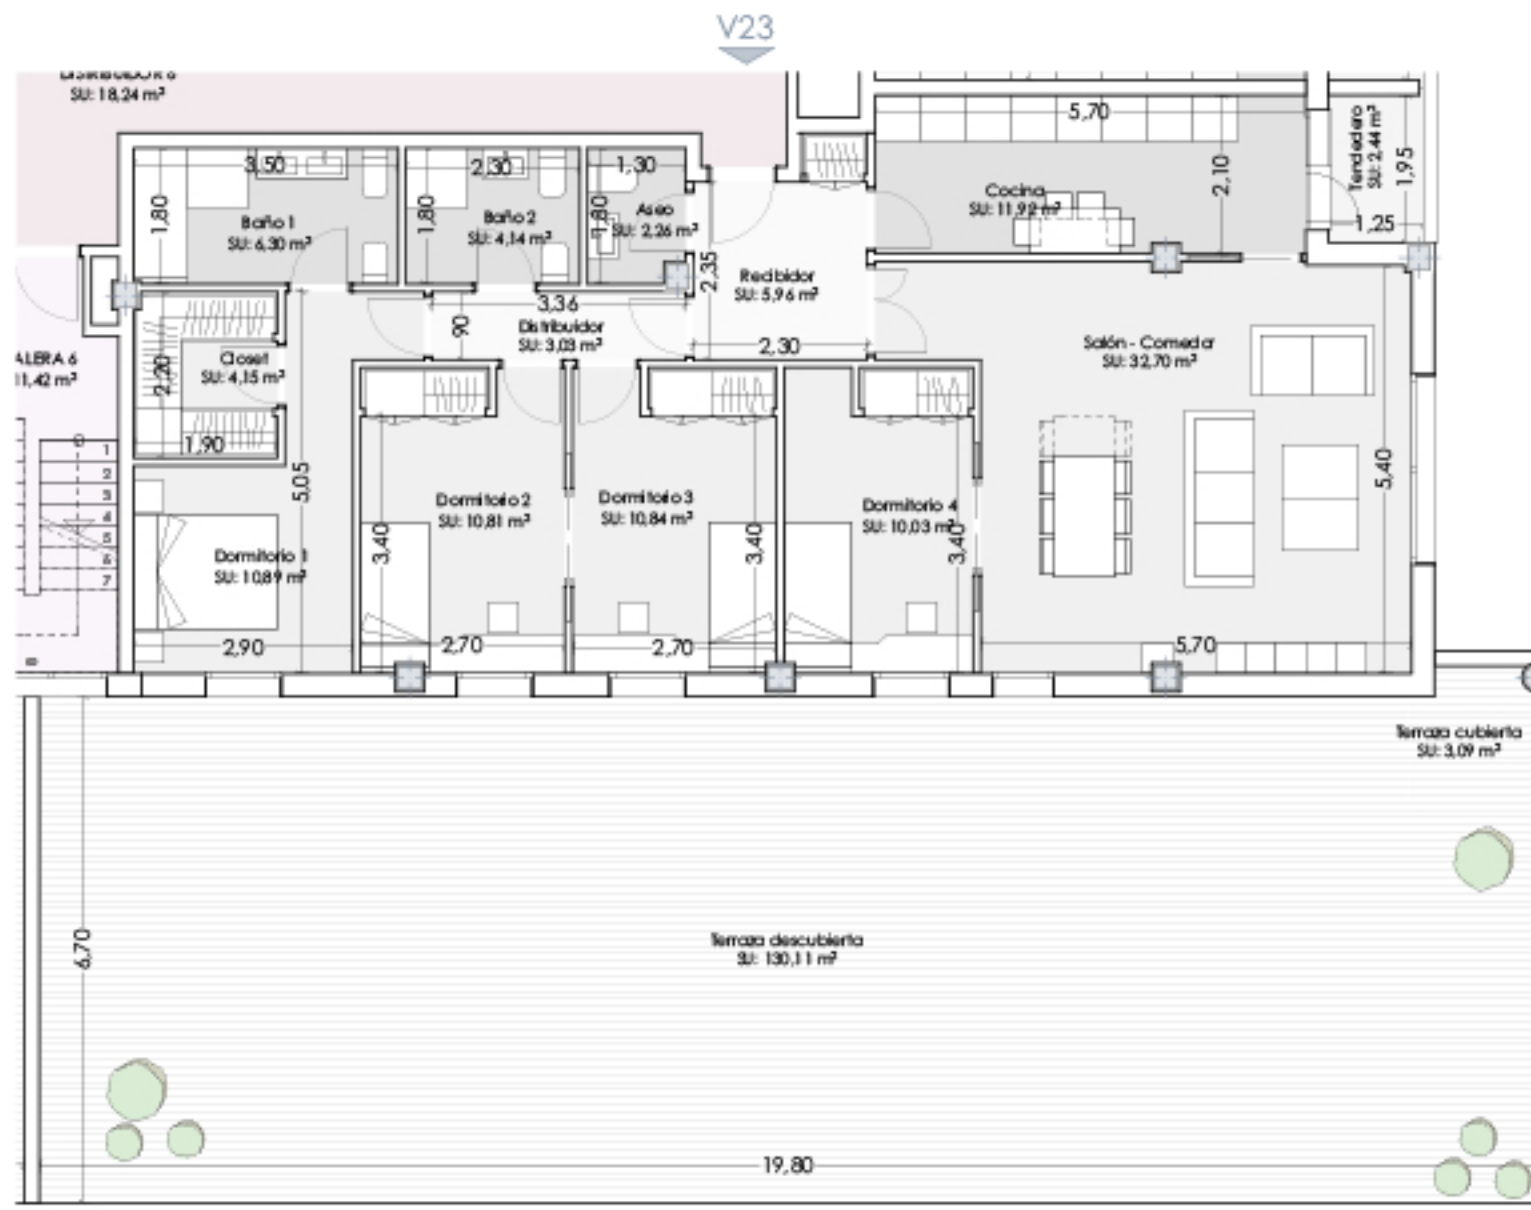 V23
DISTRIBUIDOR 6
SU: 18,24 m²
5,70
Tendedero
SU: 2,44 m²
1,95
1,25
3,50
1,80
Baño 1
SU: 6,30 m²
2,30
1,80
Baño 2
SU: 4,14 m²
1,30
1,80
Aseo
SU: 2,26 m²
2,10
Cocina
SU: 11,92 m²
2,35
Recibidor
SU: 5,96 m²
2,30
3,36
90
Distribuidor
SU: 3,03 m²
ALERA 6
11,42 m²
Closet
SU: 4,15 m²
2,20
1,90
Salón - Comedor
SU: 32,70 m²
5,40
5,70
0
1
2
3
4
5
6
7
8
5,05
Dormitorio 1
SU: 10,89 m²
2,90
Dormitorio 2
SU: 10,81 m²
3,40
2,70
Dormitorio 3
SU: 10,84 m²
3,40
2,70
Dormitorio 4
SU: 10,03 m²
3,40
Terraza cubierta
SU: 3,09 m²
Terraza descubierta
SU: 130,11 m²
6,70
19,80